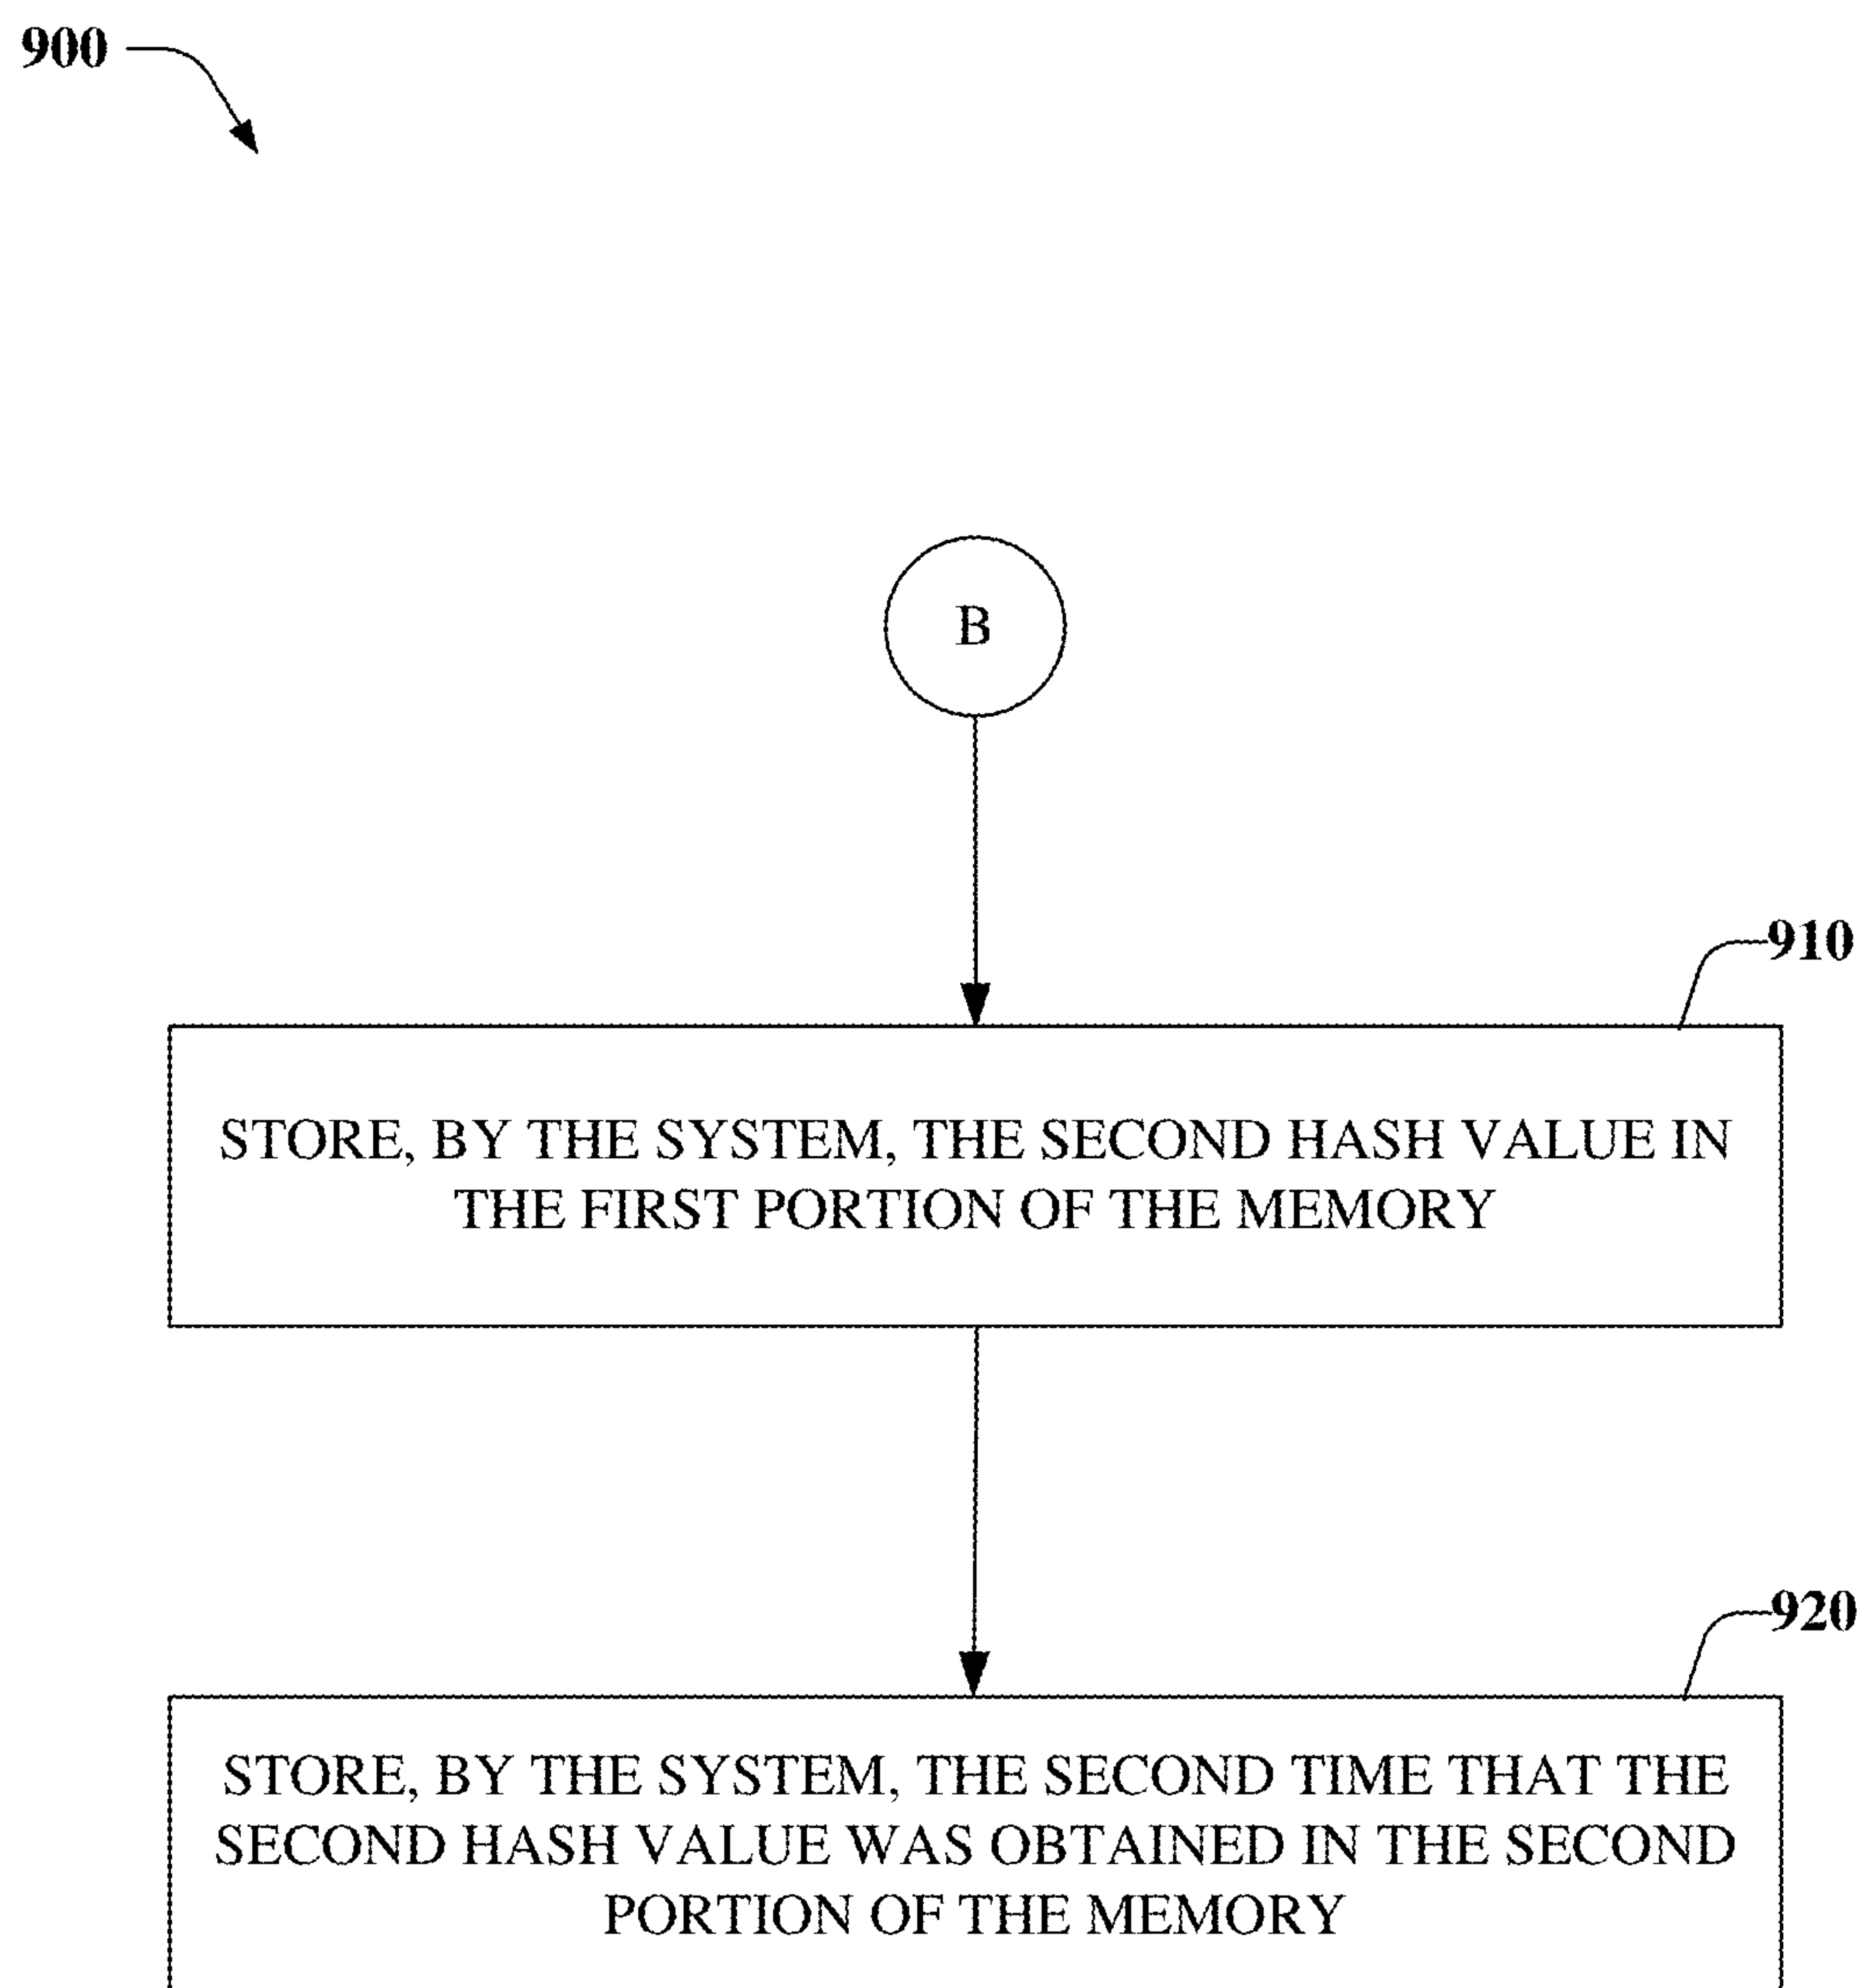 900
B
910
STORE, BY THE SYSTEM, THE SECOND HASH VALUE IN
THE FIRST PORTION OF THE MEMORY
920
STORE, BY THE SYSTEM, THE SECOND TIME THAT THE
SECOND HASH VALUE WAS OBTAINED IN THE SECOND
PORTION OF THE MEMORY